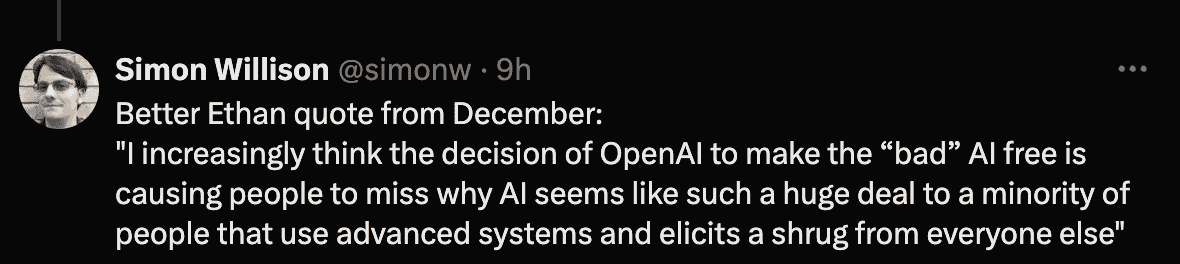 Simon Willison @simonw · 9h
Better Ethan quote from December:
"I increasingly think the decision of OpenAI to make the “bad” AI free is
causing people to miss why AI seems like such a huge deal to a minority of
people that use advanced systems and elicits a shrug from everyone else"